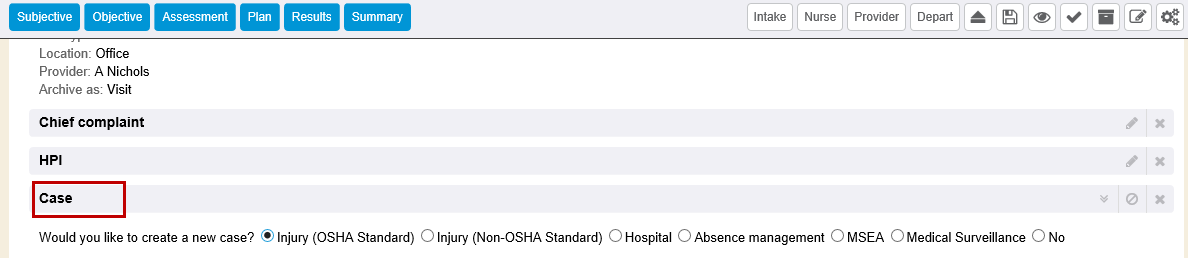 Subjective Objective Assessment Plan Results Summary Intake Nurse Provider Depart
Location: Office
Provider: A Nichols
Archive as: Visit
Chief complaint
HPI
Case
Would you like to create a new case? Injury (OSHA Standard) Injury (Non-OSHA Standard) Hospital Absence management MSEA Medical Surveillance No